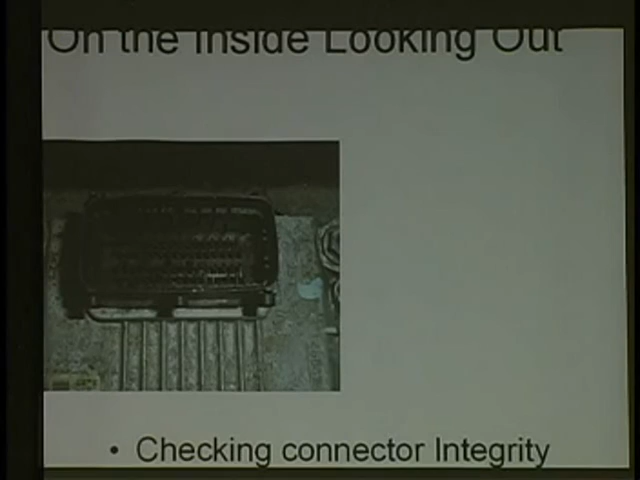 On the Inside Looking Out
• Checking connector Integrity